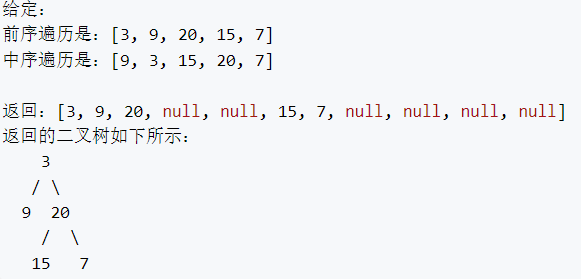 给定：
前序遍历是：[3, 9, 20, 15, 7]
中序遍历是：[9, 3, 15, 20, 7]
返回：[3, 9, 20, null, null, 15, 7, null, null, null, null]
返回的二叉树如下所示：
3
/ \
9 20
/ \
15 7